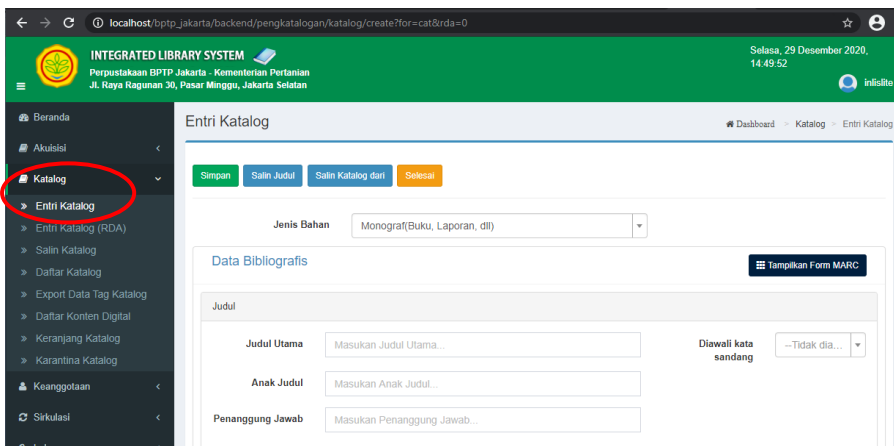 localhost/bptp_jakarta/backend/pengkatalogan/katalog/create?for=cat&rda=0
INTEGRATED LIBRARY SYSTEM
Perpustakaan BPTP Jakarta - Kementerian Pertanian
Jl. Raya Ragunan 30, Pasar Minggu, Jakarta Selatan
Selasa, 29 Desember 2020,
14:49:52
inlislite
Beranda
Akuisisi
Katalog
Entri Katalog
Entri Katalog (RDA)
Salin Katalog
Daftar Katalog
Export Data Tag Katalog
Daftar Konten Digital
Keranjang Katalog
Karantina Katalog
Keanggotaan
Sirkulasi
Entri Katalog
Dashboard > Katalog > Entri Katalog
Simpan Salin Judul Salin Katalog dari Selesai
Jenis Bahan Monograf(Buku, Laporan, dll)
Data Bibliografis Tampilkan Form MARC
Judul
Judul Utama Masukan Judul Utama... Diawali kata sandang --Tidak dia...
Anak Judul Masukan Anak Judul...
Penanggung Jawab Masukan Penanggung Jawab...